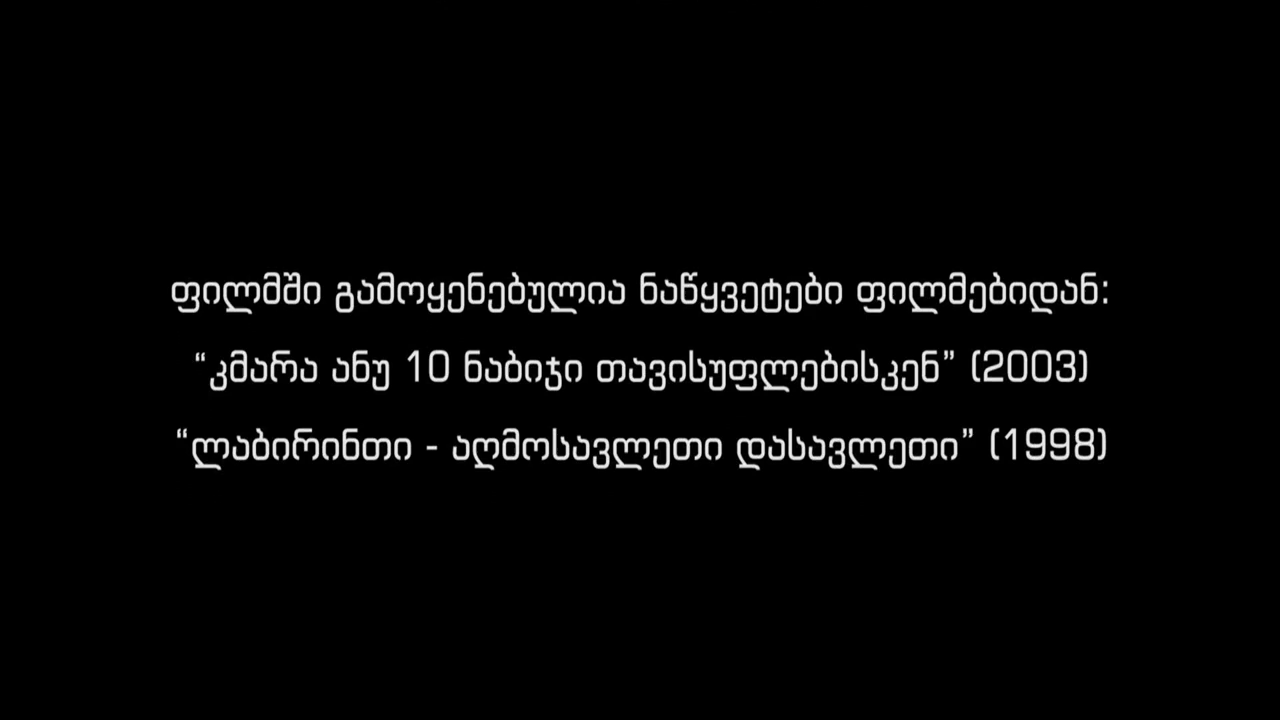 ფილმში გამოყენებულია ნაწყვეტები ფილმებიდან:
“კმარა ანუ 10 ნაბიჯი თავისუფლებისკენ” (2003)
“ლაბირინთი - აღმოსავლეთი დასავლეთი” (1998)